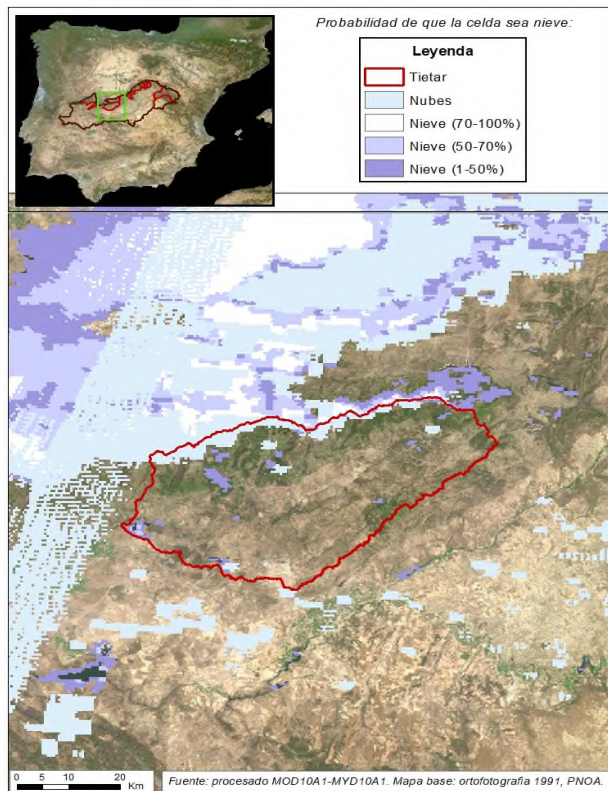 Probabilidad de que la celda sea nieve:
Leyenda
Tietar
Nubes
Nieve (70-100%)
Nieve (50-70%)
Nieve (1-50%)
0 5 10 20
Km
Fuente: procesado MOD10A1-MYD10A1. Mapa base: ortofotografia 1991, PNOA.